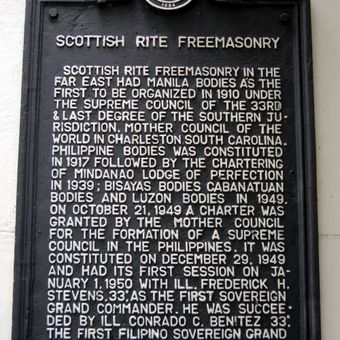 1984
SCOTTISH RITE FREEMASONRY
SCOTTISH RITE FREEMASONRY IN THE
FAR EAST HAD MANILA BODIES AS THE
FIRST TO BE ORGANIZED IN 1910 UNDER
THE SUPREME COUNCIL OF THE 33RD
& LAST DEGREE OF THE SOUTHERN JU-
RISDICTION, MOTHER COUNCIL OF THE
WORLD IN CHARLESTON SOUTH CAROLINA.
PHILIPPINE BODIES WAS CONSTITUTED
IN 1917 FOLLOWED BY THE CHARTERING
OF MINDANAO LODGE OF PERFECTION
IN 1939; BISAYAS BODIES CABANATUAN
BODIES AND LUZON BODIES IN 1949.
ON OCTOBER 21, 1949 A CHARTER WAS
GRANTED BY THE MOTHER COUNCIL
FOR THE FORMATION OF A SUPREME
COUNCIL IN THE PHILIPPINES. IT WAS
CONSTITUTED ON DECEMBER 29, 1949
AND HAD ITS FIRST SESSION ON JA-
NUARY 1, 1950 WITH ILL. FREDERICK H.
STEVENS, 33°, AS THE FIRST SOVEREIGN
GRAND COMMANDER. HE WAS SUCCEE-
DED BY ILL. CONRADO C. BENITEZ 33°,
THE FIRST FILIPINO SOVEREIGN GRAND